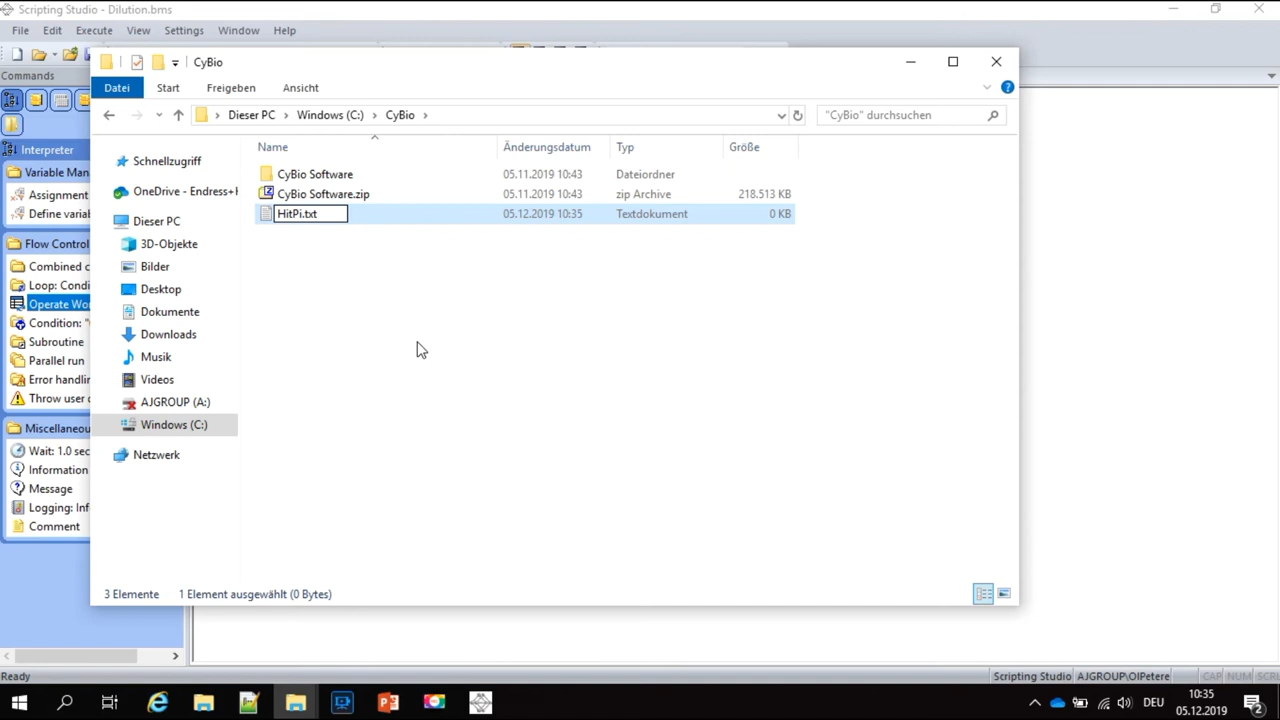 Scripting Studio - Dilution.bms
File Edit Execute View Settings Window Help
Commands
CyBio
Datei Start Freigeben Ansicht
Dieser PC Windows (C:) CyBio
"CyBio" durchsuchen
Name Änderungsdatum Typ Größe
CyBio Software 05.11.2019 10:43 Dateiordner
CyBio Software.zip 05.11.2019 10:43 zip Archive 218.513 KB
HitPi.txt 05.12.2019 10:35 Textdokument 0 KB
Schnellzugriff
OneDrive - Endress+
Dieser PC
3D-Objekte
Bilder
Desktop
Dokumente
Downloads
Musik
Videos
AJGROUP (A:)
Windows (C:)
Netzwerk
Interpreter
Variable Man
Assignment
Define variab
Flow Control
Combined c
Loop: Condi
Operate Wo
Condition: "
Subroutine
Parallel run
Error handlin
Throw user
Miscellaneou
Wait: 1.0 sec
Information
Message
Logging: Inf
Comment
3 Elemente 1 Element ausgewählt (0 Bytes)
Ready
Scripting Studio AJGROUP\OIPetere CAP NUM SCRL
DEU
10:35
05.12.2019
2